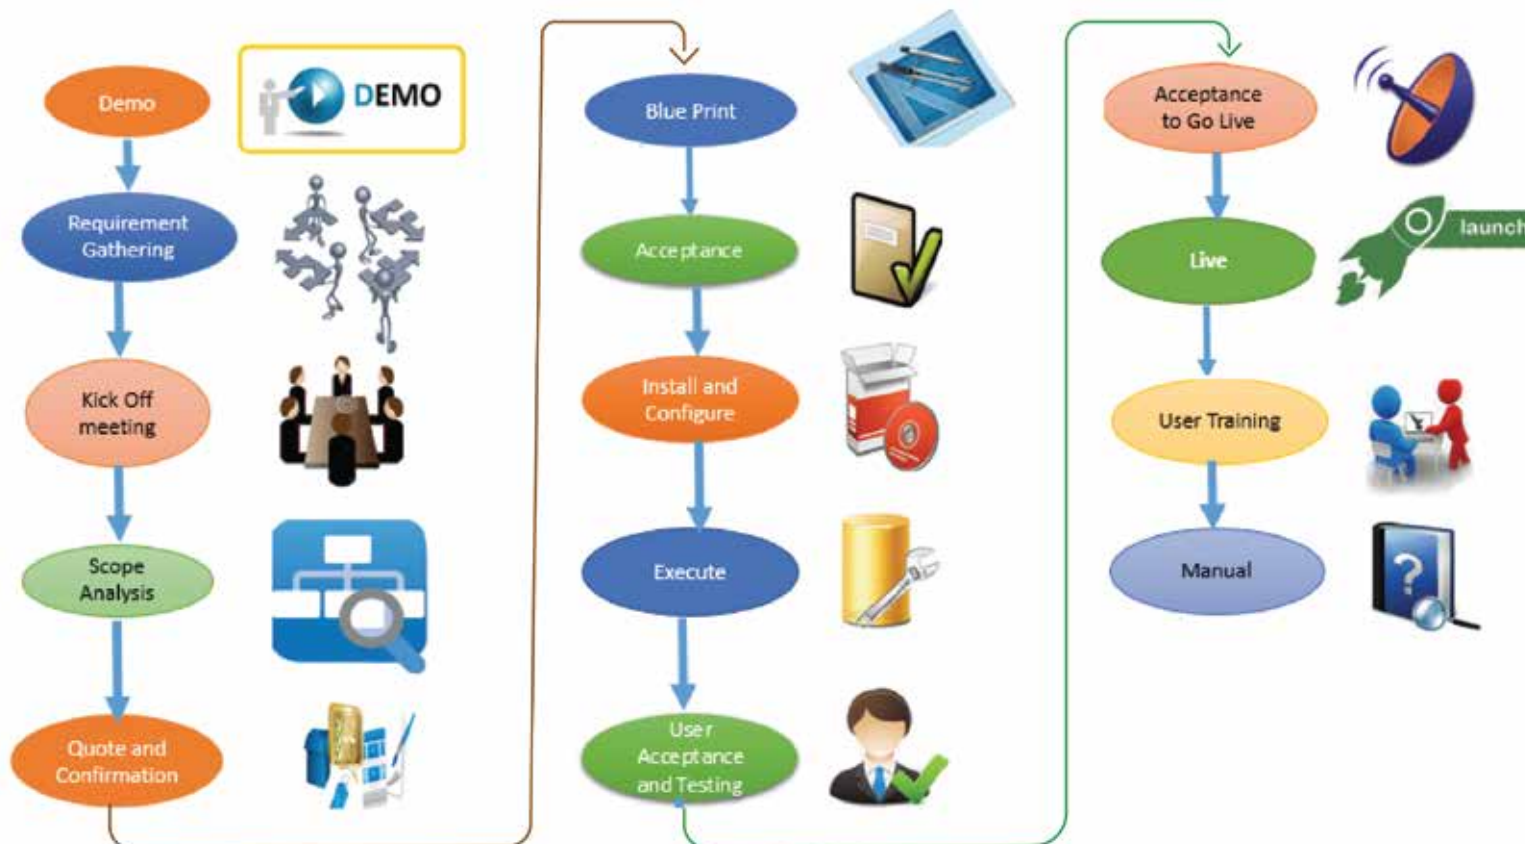 Demo
DEMO
Requirement
Gathering
Kick Off
meeting
Scope
Analysis
Quote and
Confirmation
Blue Print
Acceptance
Install and
Configure
Execute
User
Acceptance
and Testing
Acceptance
to Go Live
Live
launch
User Training
Manual
?